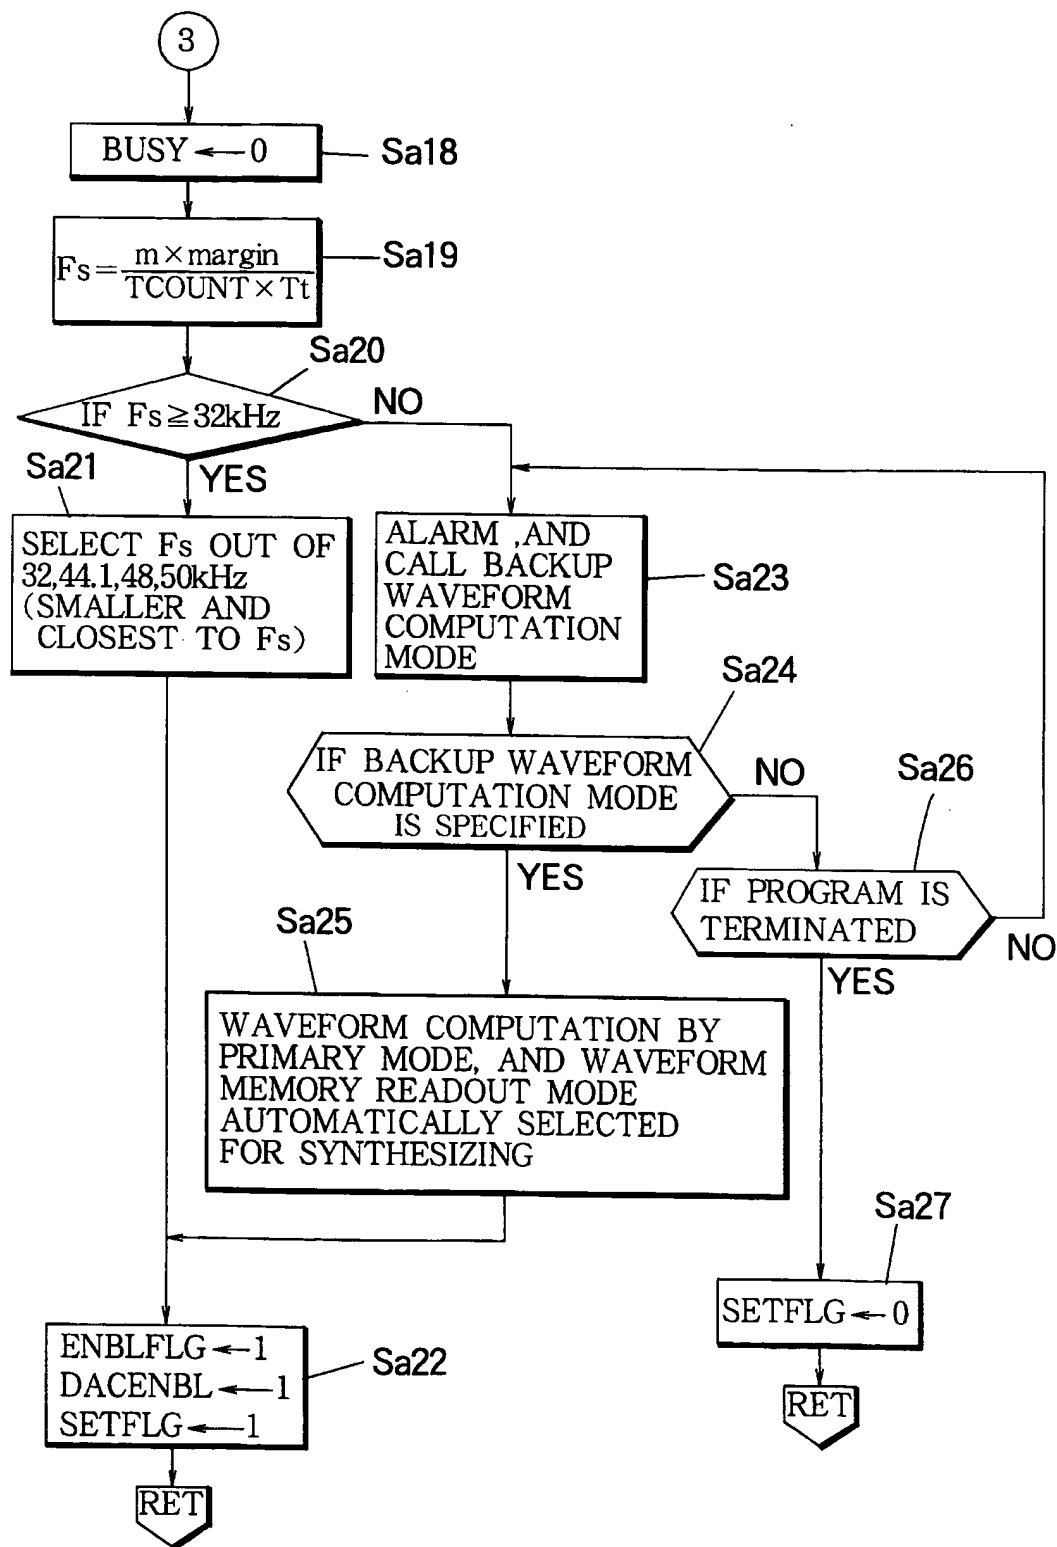 3
BUSY ← 0
Sa18
Fs = m × margin / TCOUNT × Tt
Sa19
Sa20
IF Fs ≧ 32kHz
NO
YES
Sa21
SELECT Fs OUT OF
32,44.1,48,50kHz
(SMALLER AND
CLOSEST TO Fs)
ALARM ,AND
CALL BACKUP
WAVEFORM
COMPUTATION
MODE
Sa23
Sa24
IF BACKUP WAVEFORM
COMPUTATION MODE
IS SPECIFIED
NO
YES
Sa26
IF PROGRAM IS
TERMINATED
NO
YES
Sa25
WAVEFORM COMPUTATION BY
PRIMARY MODE, AND WAVEFORM
MEMORY READOUT MODE
AUTOMATICALLY SELECTED
FOR SYNTHESIZING
Sa27
SETFLG ← 0
RET
ENBLFLG ← 1
DACENBL ← 1
SETFLG ← 1
Sa22
RET